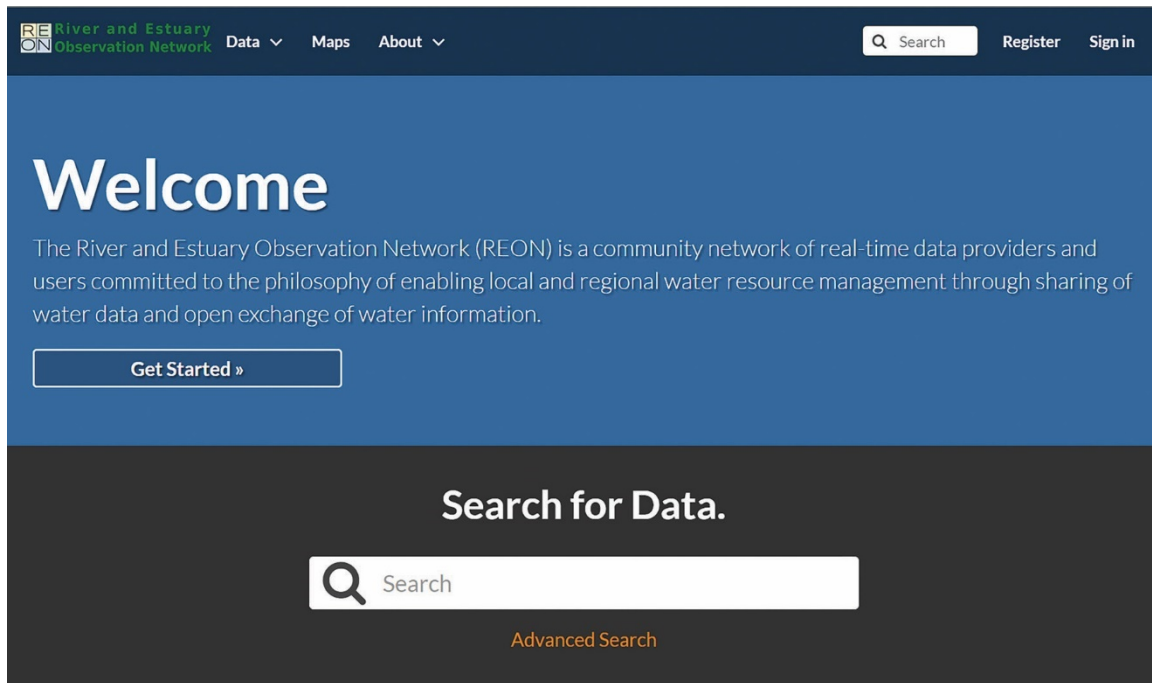 RE
ON
River and Estuary
Observation Network
Data
Maps
About
Search
Register
Sign in
Welcome
The River and Estuary Observation Network (REON) is a community network of real-time data providers and
users committed to the philosophy of enabling local and regional water resource management through sharing of
water data and open exchange of water information.
Get Started »
Search for Data.
Search
Advanced Search